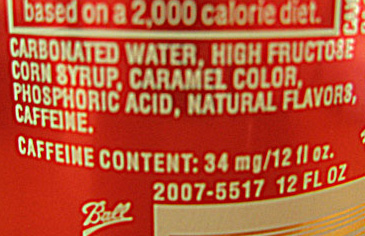 based on a 2,000 calorie diet.
CARBONATED WATER, HIGH FRUCTOSE
CORN SYRUP, CARAMEL COLOR,
PHOSPHORIC ACID, NATURAL FLAVORS,
CAFFEINE.
CAFFEINE CONTENT: 34 mg/12 fl oz.
2007-5517 12 FL OZ
Ball